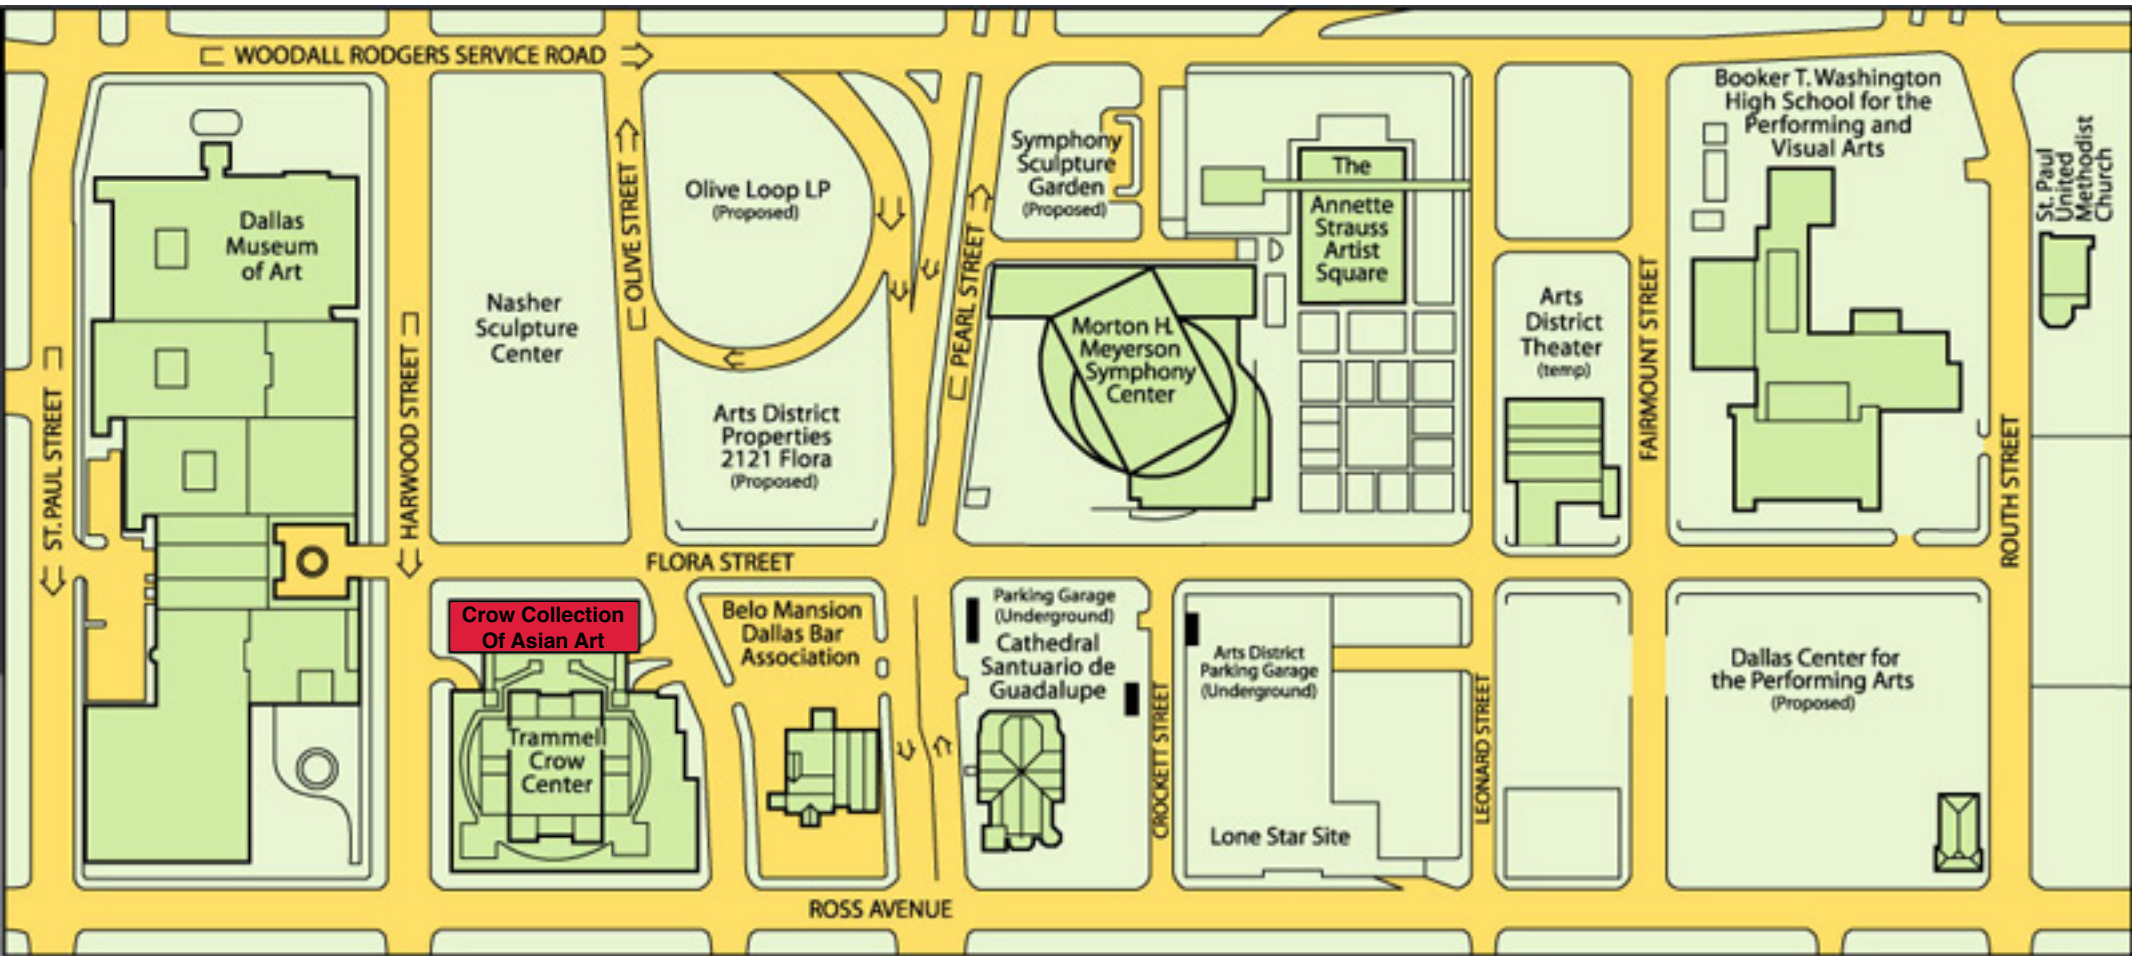 WOODALL RODGERS SERVICE ROAD
Dallas
Museum
of Art
ST. PAUL STREET
HARWOOD STREET
Nasher
Sculpture
Center
OLIVE STREET
Olive Loop LP
(Proposed)
Arts District
Properties
2121 Flora
(Proposed)
PEARL STREET
Symphony
Sculpture
Garden
(Proposed)
Morton H.
Meyerson
Symphony
Center
The
Annette
Strauss
Artist
Square
Arts
District
Theater
(temp)
FAIRMOUNT STREET
Booker T. Washington
High School for the
Performing and
Visual Arts
ROUTH STREET
St. Paul
United
Methodist
Church
FLORA STREET
Crow Collection
Of Asian Art
Trammell
Crow
Center
Belo Mansion
Dallas Bar
Association
Parking Garage
(Underground)
Cathedral
Santuario de
Guadalupe
CROCKETT STREET
Arts District
Parking Garage
(Underground)
Lone Star Site
LEONARD STREET
Dallas Center for
the Performing Arts
(Proposed)
ROSS AVENUE